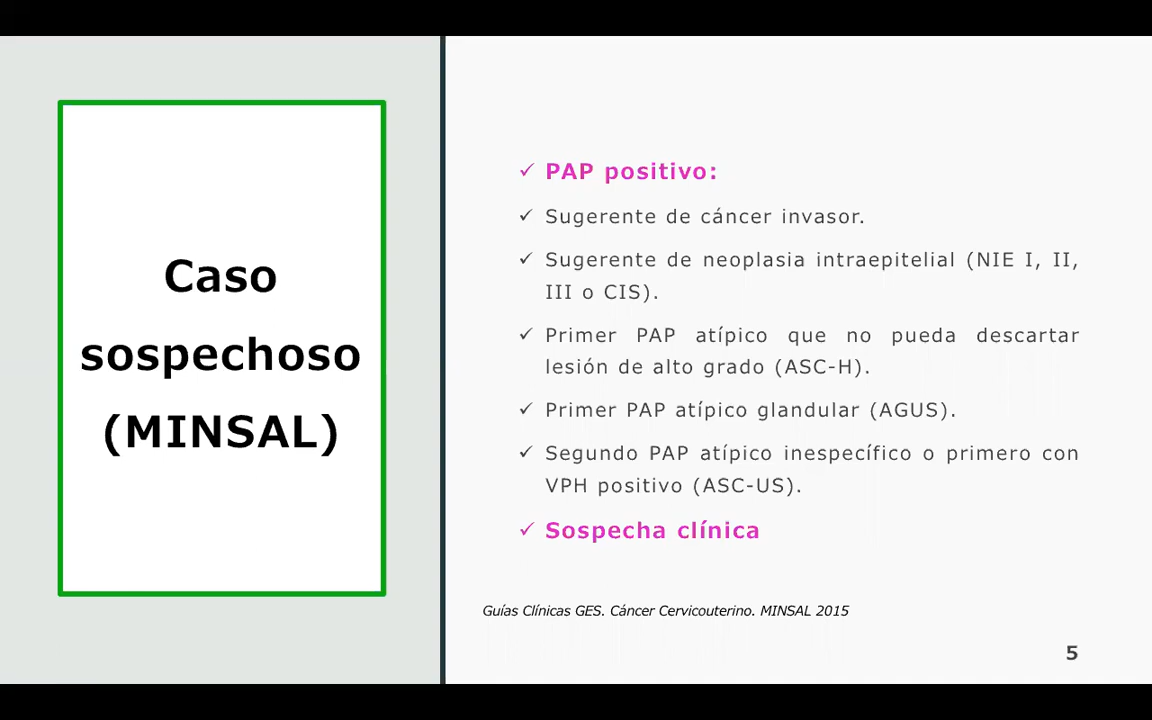 Caso
sospechoso
(MINSAL)
✓ PAP positivo:
✓ Sugerente de cáncer invasor.
✓ Sugerente de neoplasia intraepitelial (NIE I, II,
III o CIS).
✓ Primer PAP atípico que no pueda descartar
lesión de alto grado (ASC-H).
✓ Primer PAP atípico glandular (AGUS).
✓ Segundo PAP atípico inespecífico o primero con
VPH positivo (ASC-US).
✓ Sospecha clínica
Guías Clínicas GES. Cáncer Cervicouterino. MINSAL 2015
5